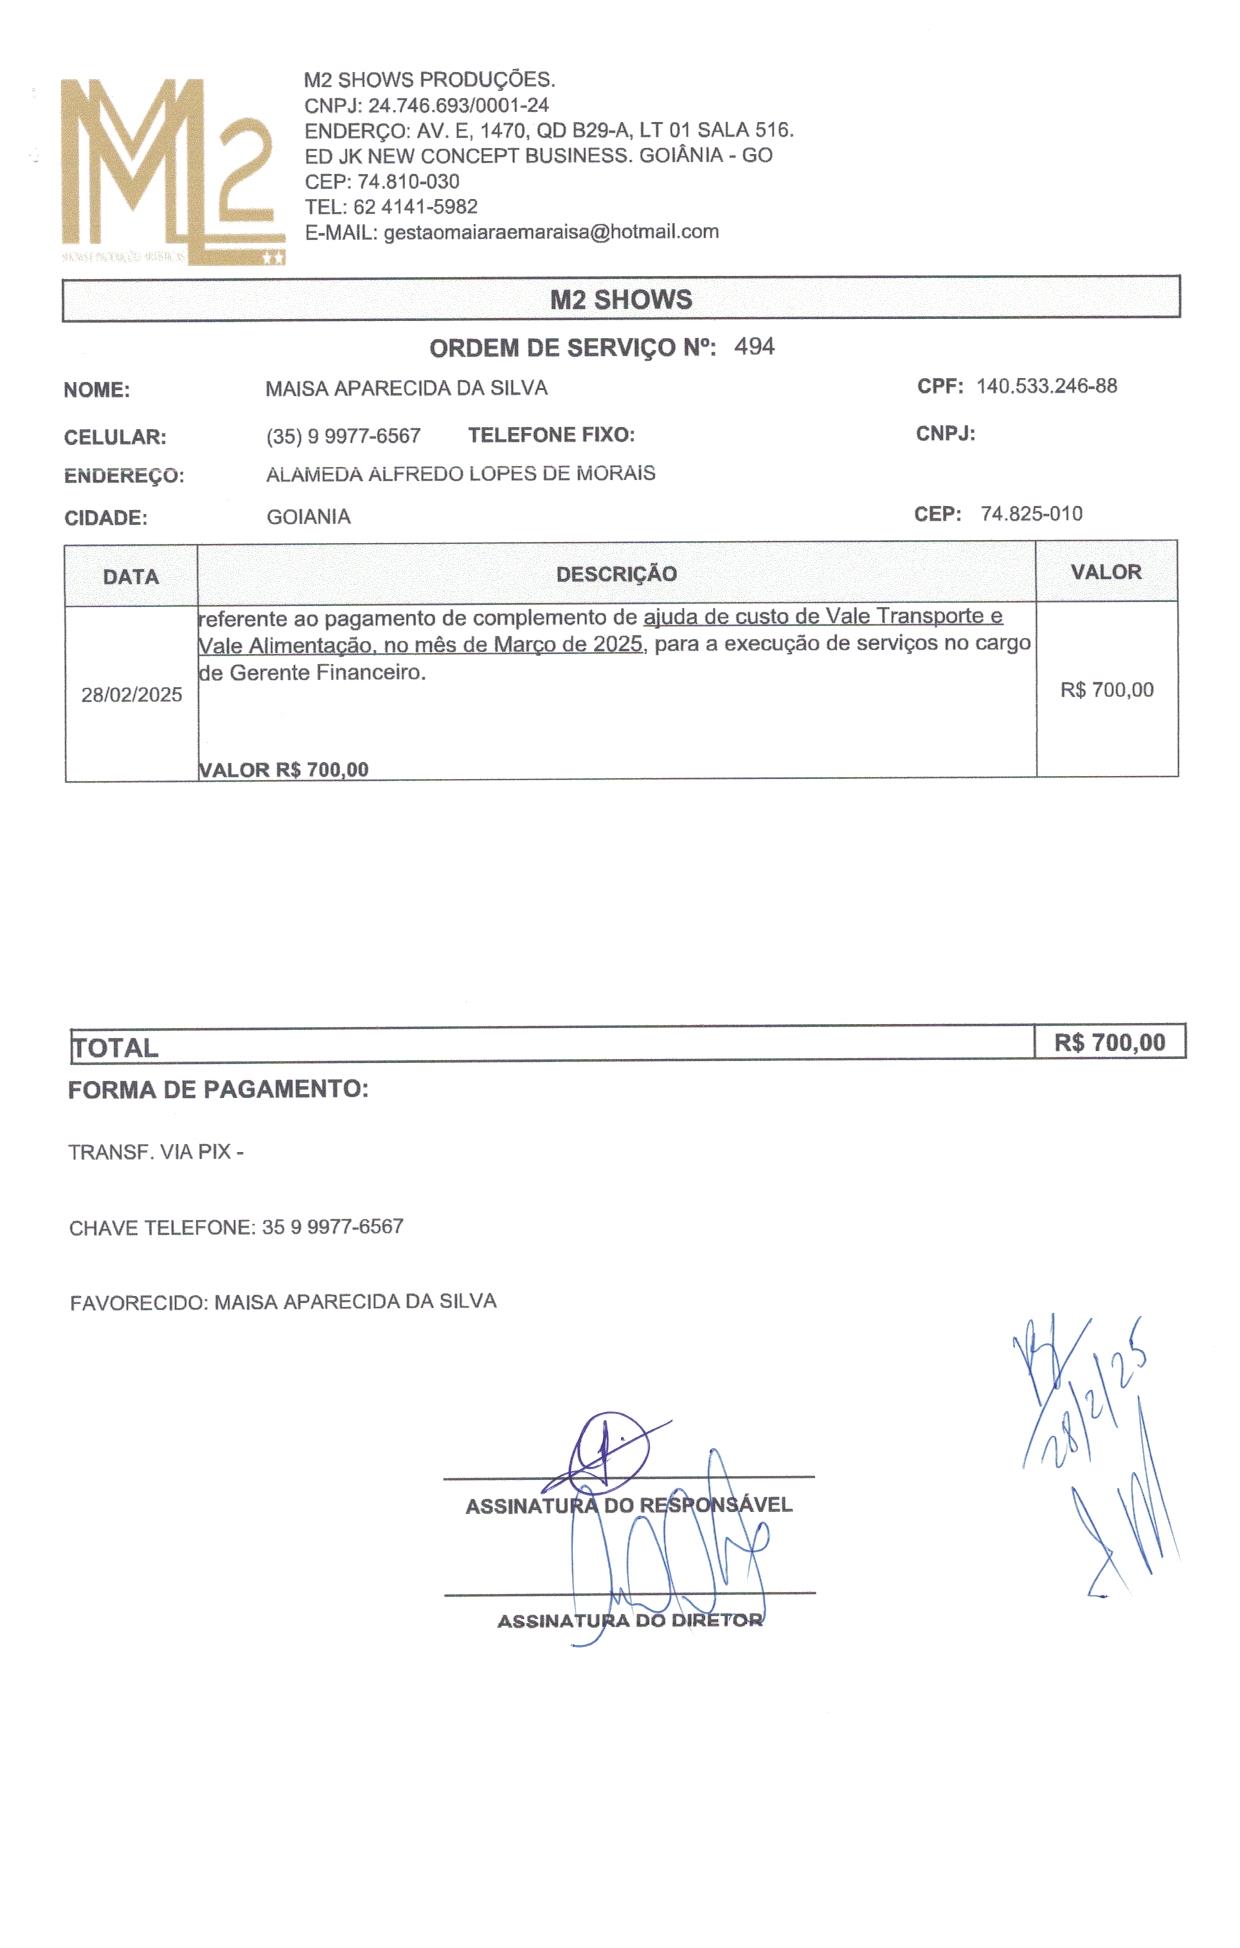 M2
M2 SHOWS PRODUÇÕES.
CNPJ: 24.746.693/0001-24
ENDERÇO: AV. E, 1470, QD B29-A, LT 01 SALA 516.
ED JK NEW CONCEPT BUSINESS. GOIÂNIA - GO
CEP: 74.810-030
TEL: 62 4141-5982
E-MAIL: gestaomaiaraemaraisa@hotmail.com
M2 SHOWS
ORDEM DE SERVIÇO Nº: 494
NOME: MAISA APARECIDA DA SILVA CPF: 140.533.246-88
CELULAR: (35) 9 9977-6567 TELEFONE FIXO: CNPJ:
ENDEREÇO: ALAMEDA ALFREDO LOPES DE MORAIS
CIDADE: GOIANIA CEP: 74.825-010
DATA DESCRIÇÃO VALOR
referente ao pagamento de complemento de ajuda de custo de Vale Transporte e
Vale Alimentação, no mês de Março de 2025, para a execução de serviços no cargo
de Gerente Financeiro.
28/02/2025 R$ 700,00
VALOR R$ 700,00
TOTAL R$ 700,00
FORMA DE PAGAMENTO:
TRANSF. VIA PIX -
CHAVE TELEFONE: 35 9 9977-6567
FAVORECIDO: MAISA APARECIDA DA SILVA
28/2/25
ASSINATURA DO RESPONSÁVEL
ASSINATURA DO DIRETOR